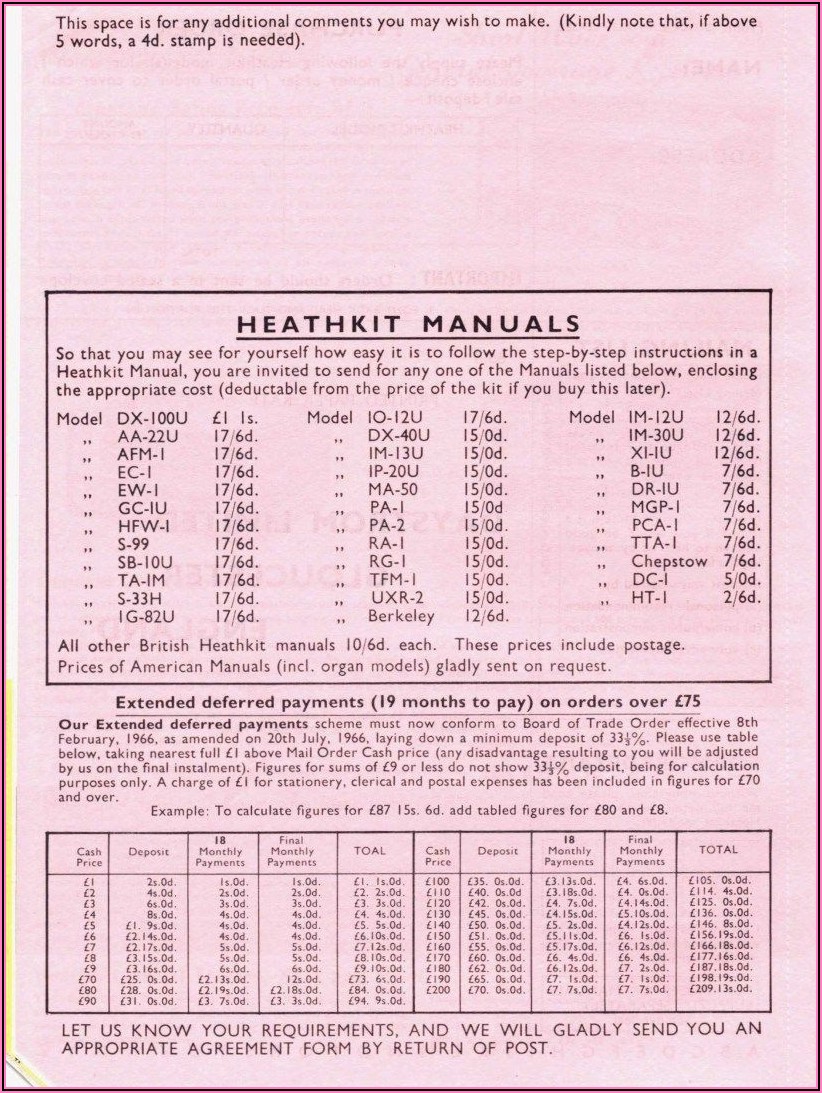 This space is for any additional comments you may wish to make. (Kindly note that, if above
5 words, a 4d. stamp is needed).
HEATHKIT MANUALS
So that you may see for yourself how easy it is to follow the step-by-step instructions in a
Heathkit Manual, you are invited to send for any one of the Manuals listed below, enclosing
the appropriate cost (deductable from the price of the kit if you buy this later).
Model DX-100U £1 1s. Model IO-12U 17/6d. Model IM-12U 12/6d.
,, AA-22U 17/6d. ,, DX-40U 15/0d. ,, IM-30U 12/6d.
,, AFM-1 17/6d. ,, IM-13U 15/0d. ,, XI-IU 12/6d.
,, EC-1 17/6d. ,, IP-20U 15/0d. ,, B-IU 7/6d.
,, EW-1 17/6d. ,, MA-50 15/0d ,, DR-IU 7/6d.
,, GC-IU 17/6d. ,, PA-1 15/0d. ,, MGP-1 7/6d.
,, HFW-1 17/6d. ,, PA-2 15/0d. ,, PCA-1 7/6d.
,, S-99 17/6d. ,, RA-1 15/0d. ,, TTA-1 7/6d.
,, SB-10U 17/6d. ,, RG-1 15/0d. ,, Chepstow 7/6d.
,, TA-IM 17/6d. ,, TFM-1 15/0d. ,, DC-1 5/0d.
,, S-33H 17/6d. ,, UXR-2 15/0d. ,, HT-1 2/6d.
,, IG-82U 17/6d. ,, Berkeley 12/6d.
All other British Heathkit manuals 10/6d. each. These prices include postage.
Prices of American Manuals (incl. organ models) gladly sent on request.
Extended deferred payments (19 months to pay) on orders over £75
Our Extended deferred payments scheme must now conform to Board of Trade Order effective 8th
February, 1966, as amended on 20th July, 1966, laying down a minimum deposit of 33⅓%. Please use table
below, taking nearest full £1 above Mail Order Cash price (any disadvantage resulting to you will be adjusted
by us on the final instalment). Figures for sums of £9 or less do not show 33⅓% deposit, being for calculation
purposes only. A charge of £1 for stationery, clerical and postal expenses has been included in figures for £70
and over.
Example: To calculate figures for £87 15s. 6d. add tabled figures for £80 and £8.
Cash Price Deposit 18 Monthly Payments Final Monthly Payments TOAL Cash Price Deposit 18 Monthly Payments Final Monthly Payments TOTAL
£1 2s.0d. 1s.0d. 1s.0d. £1. 1s.0d. £100 £35. 0s.0d. £3.13s.0d. £4. 6s.0d. £105. 0s.0d.
£2 4s.0d. 2s.0d. 2s.0d. £2. 2s.0d. £110 £40. 0s.0d £3.18s.0d. £4. 0s.0d. £114. 4s.0d.
£3 6s.0d. 3s.0d. 3s.0d. £3. 3s.0d. £120 £42. 0s.0d. £4. 7s.0d. £4.14s.0d. £125. 0s.0d.
£4 8s.0d. 4s.0d. 4s.0d. £4. 4s.0d. £130 £45. 0s.0d. £4.15s.0d. £5.10s.0d. £136. 0s.0d.
£5 £1. 9s.0d. 4s.0d. 4s.0d. £5. 5s.0d. £140 £50. 0s.0d. £5. 2s.0d. £4.12s.0d. £146. 8s.0d.
£6 £2.14s.0d. 4s.0d. 4s.0d. £6.10s.0d. £150 £51. 0s.0d. £5.11s.0d. £6. 1s.0d. £156.19s.0d.
£7 £2.17s.0d. 5s.0d. 5s.0d. £7.12s.0d. £160 £55. 0s.0d. £5.17s.0d. £6.12s.0d. £166.18s.0d.
£8 £3.15s.0d. 5s.0d. 5s.0d. £8.10s.0d. £170 £60. 0s.0d. £6. 4s.0d. £6. 4s.0d. £177.16s.0d.
£9 £3.16s.0d. 6s.0d. 6s.0d. £9.10s.0d. £180 £62. 0s.0d. £6.12s.0d. £7. 2s.0d. £187.18s.0d.
£70 £25. 0s.0d. £2.13s.0d. 12s.0d. £73. 6s.0d. £190 £65. 0s.0d. £7. 1s.0d. £7. 1s.0d. £198.19s.0d.
£80 £28. 0s.0d. £2.19s.0d. £2.18s.0d. £84. 0s.0d. £200 £70. 0s.0d. £7. 7s.0d. £7. 7s.0d. £209.13s.0d.
£90 £31. 0s.0d. £3. 7s.0d. £3. 3s.0d. £94. 9s.0d.
LET US KNOW YOUR REQUIREMENTS, AND WE WILL GLADLY SEND YOU AN
APPROPRIATE AGREEMENT FORM BY RETURN OF POST.